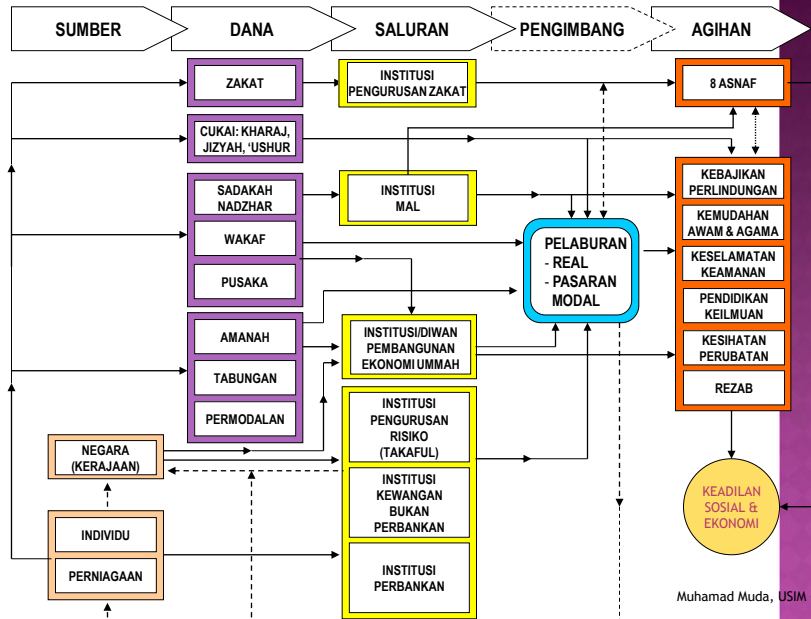 SUMBER
DANA
SALURAN
PENGIMBANG
AGIHAN
ZAKAT
CUKAI: KHARAJ,
JIZYAH, ‘USHUR
SADAKAH
NADZHAR
WAKAF
PUSAKA
AMANAH
TABUNGAN
PERMODALAN
NEGARA
(KERAJAAN)
INDIVIDU
PERNIAGAAN
INSTITUSI
PENGURUSAN ZAKAT
INSTITUSI
MAL
INSTITUSI/DIWAN
PEMBANGUNAN
EKONOMI UMMAH
INSTITUSI
PENGURUSAN
RISIKO
(TAKAFUL)
INSTITUSI
KEWANGAN
BUKAN
PERBANKAN
INSTITUSI
PERBANKAN
PELABURAN
- REAL
- PASARAN
MODAL
8 ASNAF
KEBAJIKAN
PERLINDUNGAN
KEMUDAHAN
AWAM & AGAMA
KESELAMATAN
KEAMANAN
PENDIDIKAN
KEILMUAN
KESIHATAN
PERUBATAN
REZAB
KEADILAN
SOSIAL &
EKONOMI
Muhamad Muda, USIM